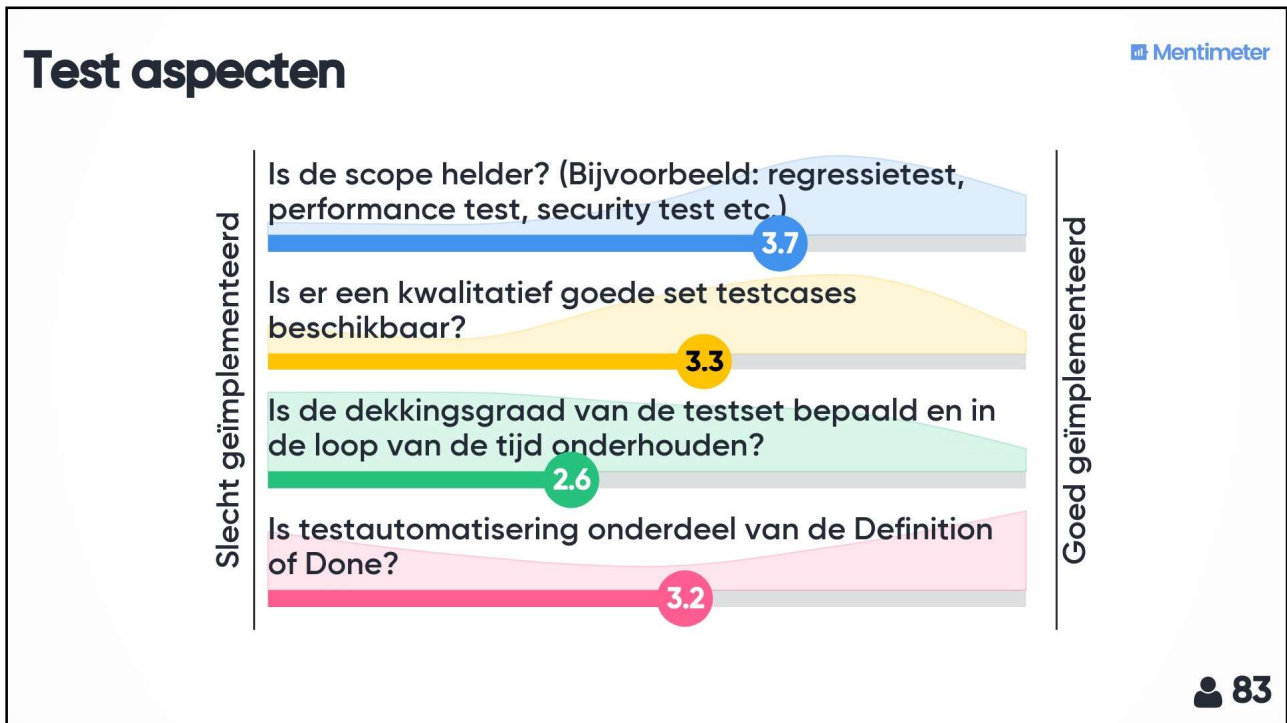 Test aspecten
Mentimeter
Slecht geïmplementeerd
Is de scope helder? (Bijvoorbeeld: regressietest,
performance test, security test etc.)
3.7
Is er een kwalitatief goede set testcases
beschikbaar?
3.3
Is de dekkingsgraad van de testset bepaald en in
de loop van de tijd onderhouden?
2.6
Is testautomatisering onderdeel van de Definition
of Done?
3.2
Goed geïmplementeerd
83